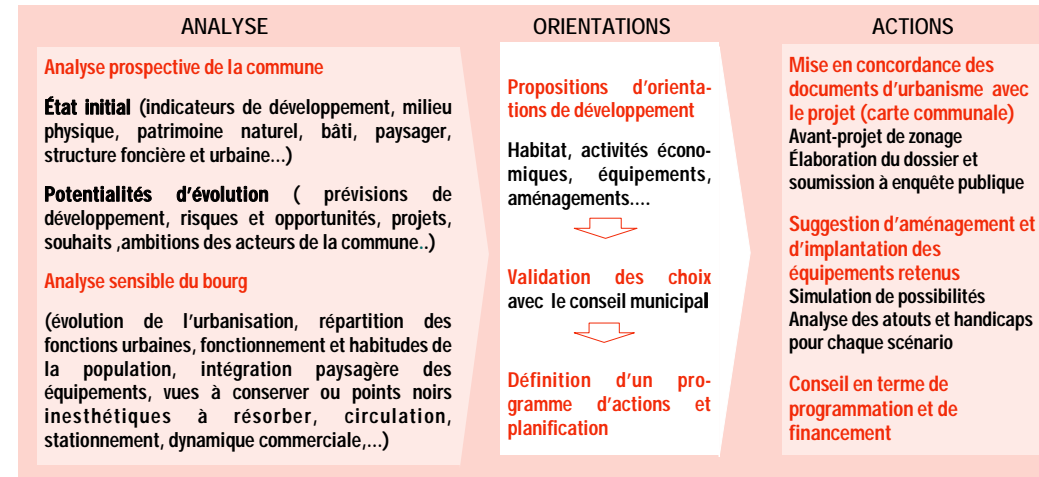 ANALYSE
Analyse prospective de la commune
État initial (indicateurs de développement, milieu
physique, patrimoine naturel, bâti, paysager,
structure foncière et urbaine...)
Potentialités d'évolution ( prévisions de
développement, risques et opportunités, projets,
souhaits ,ambitions des acteurs de la commune..)
Analyse sensible du bourg
(évolution de l'urbanisation, répartition des
fonctions urbaines, fonctionnement et habitudes de
la population, intégration paysagère des
équipements, vues à conserver ou points noirs
inesthétiques à résorber, circulation,
stationnement, dynamique commerciale,...)
ORIENTATIONS
Propositions d'orienta-
tions de développement
Habitat, activités écono-
miques, équipements,
aménagements....
Validation des choix
avec le conseil municipal
Définition d'un pro-
gramme d'actions et
planification
ACTIONS
Mise en concordance des
documents d'urbanisme avec
le projet (carte communale)
Avant-projet de zonage
Élaboration du dossier et
soumission à enquête publique
Suggestion d'aménagement et
d'implantation des
équipements retenus
Simulation de possibilités
Analyse des atouts et handicaps
pour chaque scénario
Conseil en terme de
programmation et de
financement